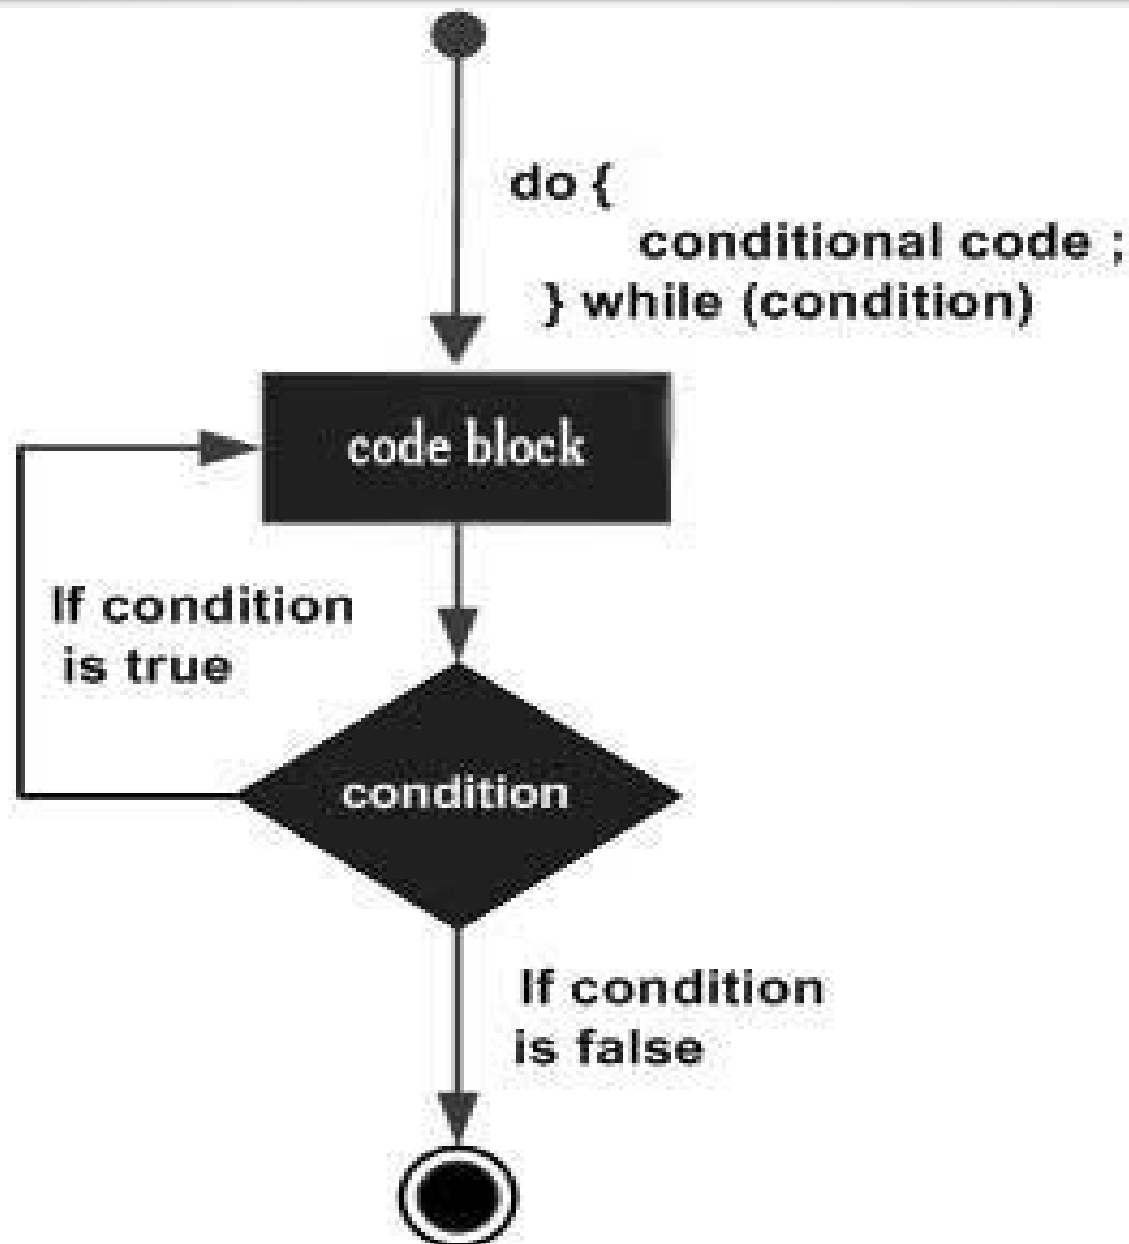 do {
conditional code ;
} while (condition)
code block
If condition
is true
condition
If condition
is false